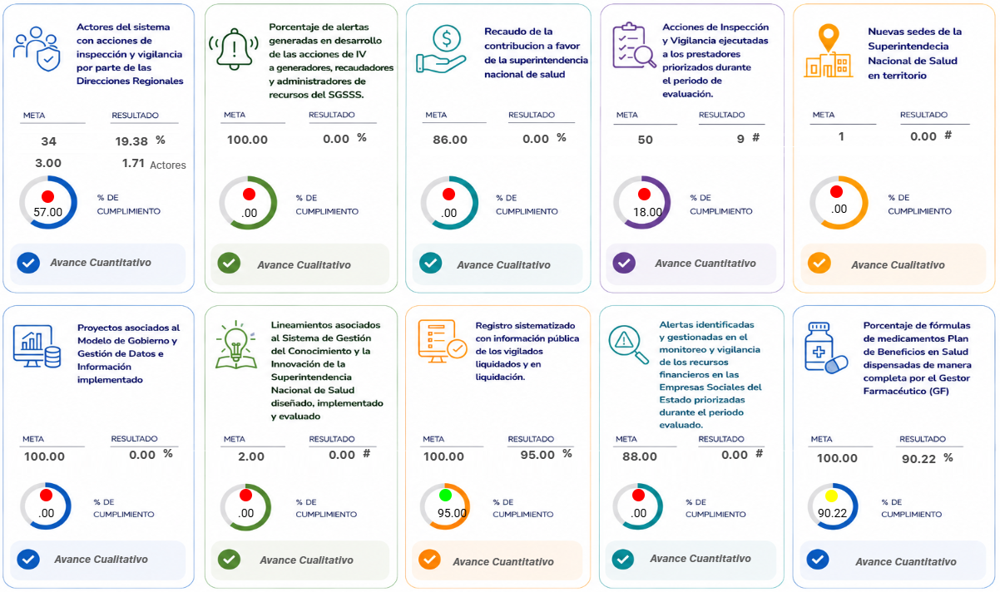 Actores del sistema
con acciones de
inspección y vigilancia
por parte de las
Direcciones Regionales
META
RESULTADO
34
19.38 %
3.00
1.71 Actores
57.00
% DE
CUMPLIMIENTO
Avance Cuantitativo
Porcentaje de alertas
generadas en desarrollo
de las acciones de IV
a generadores, recaudadores
y administradores de
recursos del SGSSS.
META
RESULTADO
100.00
0.00 %
.00
% DE
CUMPLIMIENTO
Avance Cualitativo
Recaudo de la
contribucion a favor
de la superintendencia
nacional de salud
META
RESULTADO
86.00
0.00 %
.00
% DE
CUMPLIMIENTO
Avance Cualitativo
Acciones de Inspección
y Vigilancia ejecutadas
a los prestadores
priorizados durante
el periodo de
evaluación.
META
RESULTADO
50
9 #
18.00
% DE
CUMPLIMIENTO
Avance Cuantitativo
Nuevas sedes de la
Superintendecia
Nacional de Salud
en territorio
META
RESULTADO
1
0.00 #
.00
% DE
CUMPLIMIENTO
Avance Cualitativo
Proyectos asociados al
Modelo de Gobierno y
Gestión de Datos e
Información
implementado
META
RESULTADO
100.00
0.00 %
.00
% DE
CUMPLIMIENTO
Avance Cualitativo
Lineamientos asociados
al Sistema de Gestión
del Conocimiento y la
Innovación de la
Superintendencia
Nacional de Salud
diseñado, implementado
y evaluado
META
RESULTADO
2.00
0.00 #
.00
% DE
CUMPLIMIENTO
Avance Cualitativo
Registro sistematizado
con información pública
de los vigilados
liquidados y en
liquidación.
META
RESULTADO
100.00
95.00 %
95.00
% DE
CUMPLIMIENTO
Avance Cuantitativo
Alertas identificadas
y gestionadas en el
monitoreo y vigilancia
de los recursos
financieros en las
Empresas Sociales del
Estado priorizadas
durante el periodo
evaluado.
META
RESULTADO
88.00
0.00 #
.00
% DE
CUMPLIMIENTO
Avance Cuantitativo
Porcentaje de fórmulas
de medicamentos Plan
de Beneficios en Salud
dispensadas de manera
completa por el Gestor
Farmacéutico (GF)
META
RESULTADO
100.00
90.22 %
90.22
% DE
CUMPLIMIENTO
Avance Cuantitativo